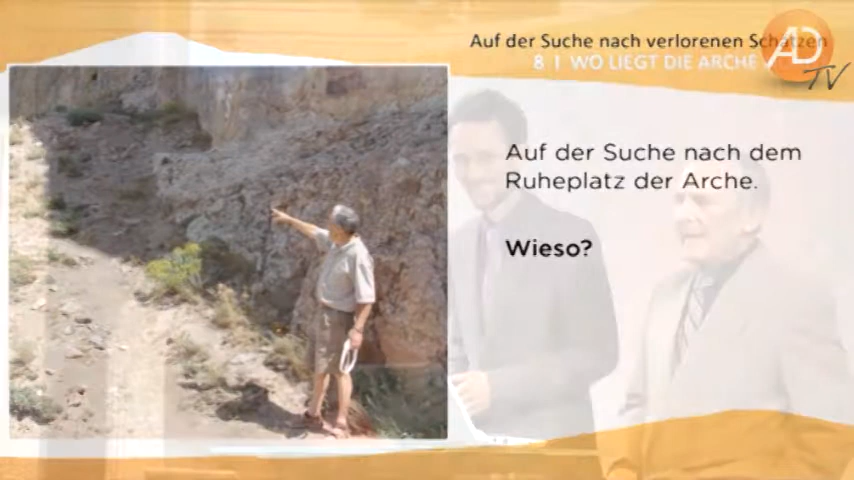 Auf der Suche nach verlorenen Schätzen
8 | WO LIEGT DIE ARCHE
AD
TV
Auf der Suche nach dem
Ruheplatz der Arche.
Wieso?